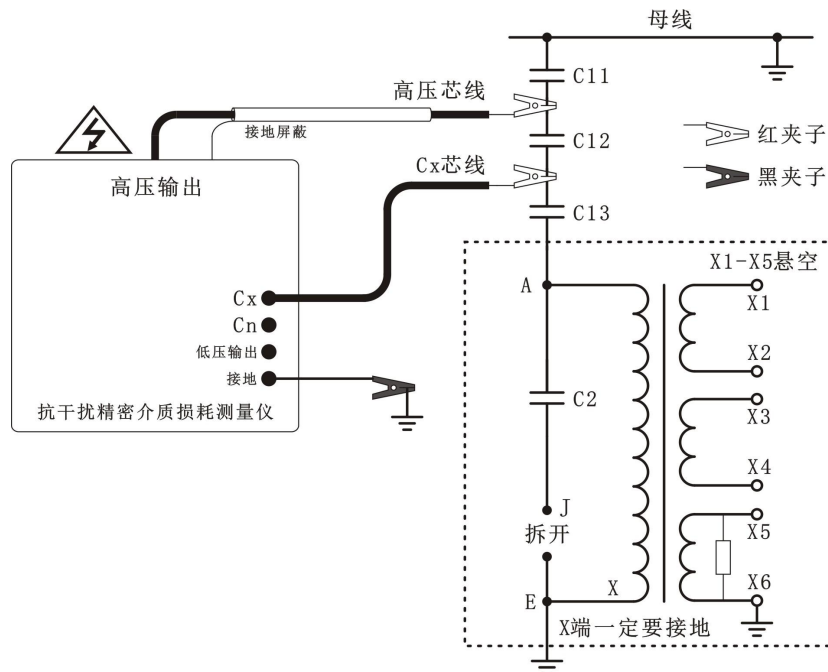 母线
C11
高压芯线
接地屏蔽
C12
红夹子
高压输出
Cx芯线
黑夹子
C13
X1-X5悬空
A
X1
Cx
Cn
X2
低压输出
接地
C2
X3
抗干扰精密介质损耗测量仪
X4
J
X5
拆开
X6
E
X
X端一定要接地